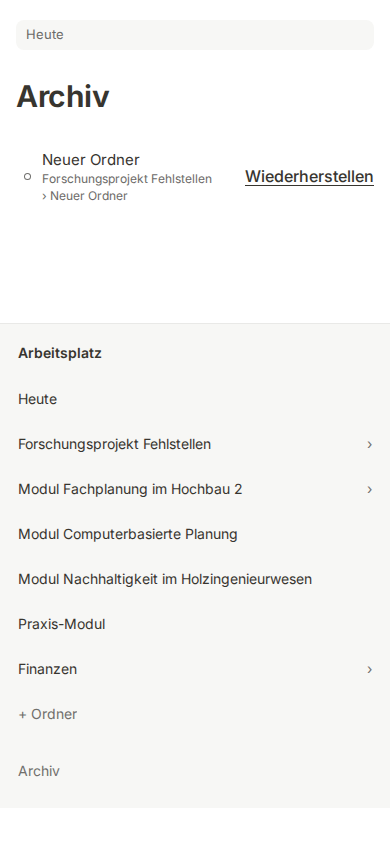 Heute
Archiv
Neuer Ordner
Forschungsprojekt Fehlstellen
› Neuer Ordner
Wiederherstellen
Arbeitsplatz
Heute
Forschungsprojekt Fehlstellen ›
Modul Fachplanung im Hochbau 2 ›
Modul Computerbasierte Planung
Modul Nachhaltigkeit im Holzingenieurwesen
Praxis-Modul
Finanzen ›
+ Ordner
Archiv